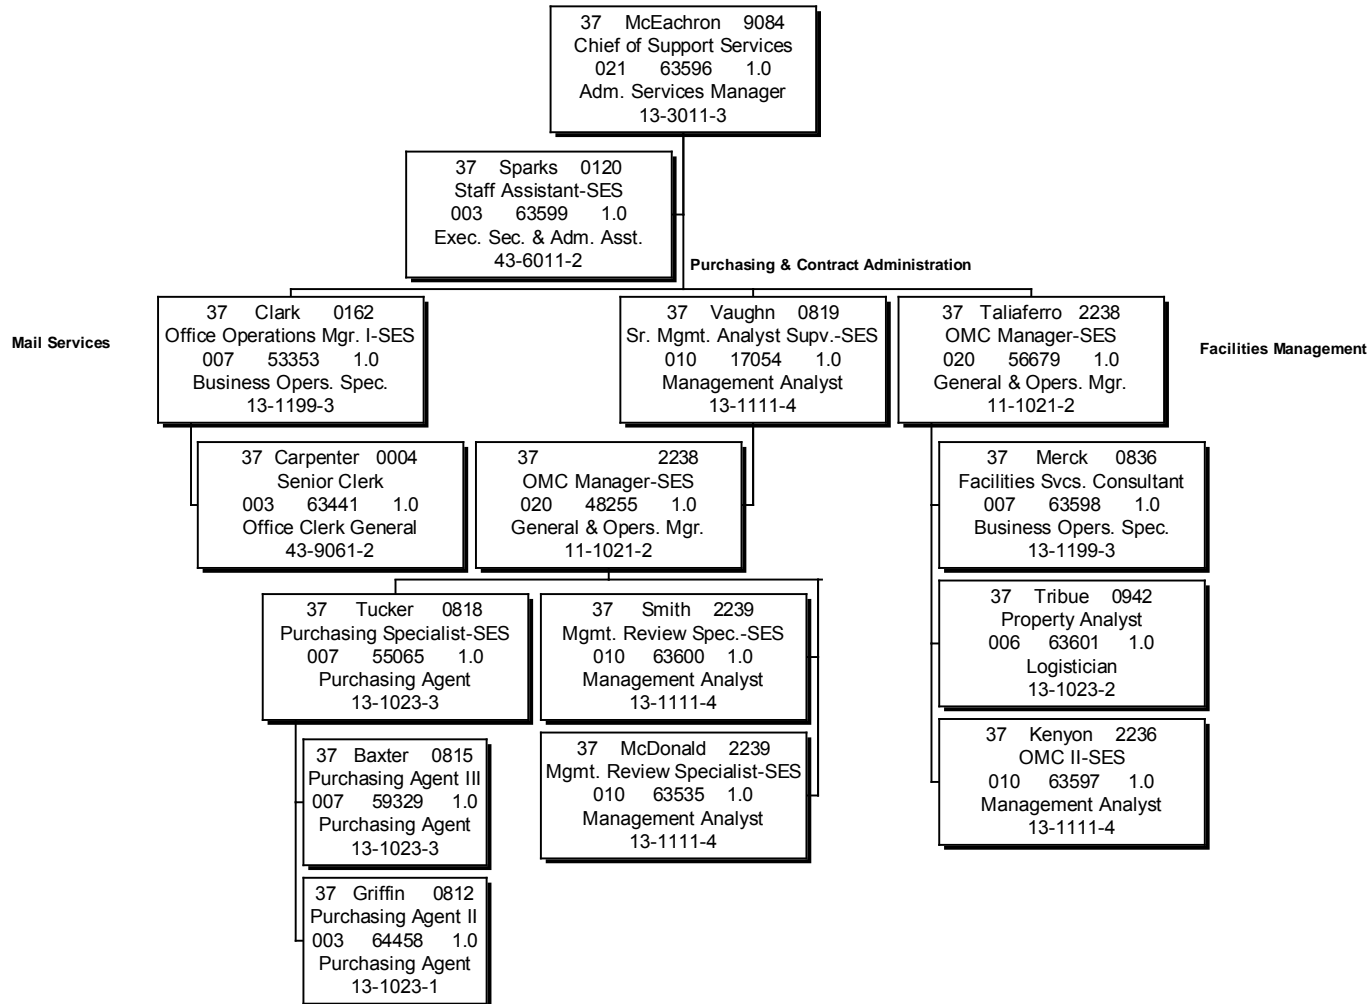 37 McEachron 9084
Chief of Support Services
021 63596 1.0
Adm. Services Manager
13-3011-3
37 Sparks 0120
Staff Assistant-SES
003 63599 1.0
Exec. Sec. & Adm. Asst.
43-6011-2
Purchasing & Contract Administration
Mail Services
37 Clark 0162
Office Operations Mgr. I-SES
007 53353 1.0
Business Opers. Spec.
13-1199-3
37 Vaughn 0819
Sr. Mgmt. Analyst Supv.-SES
010 17054 1.0
Management Analyst
13-1111-4
37 Taliaferro 2238
OMC Manager-SES
020 56679 1.0
General & Opers. Mgr.
11-1021-2
Facilities Management
37 Carpenter 0004
Senior Clerk
003 63441 1.0
Office Clerk General
43-9061-2
37 2238
OMC Manager-SES
020 48255 1.0
General & Opers. Mgr.
11-1021-2
37 Merck 0836
Facilities Svcs. Consultant
007 63598 1.0
Business Opers. Spec.
13-1199-3
37 Tucker 0818
Purchasing Specialist-SES
007 55065 1.0
Purchasing Agent
13-1023-3
37 Smith 2239
Mgmt. Review Spec.-SES
010 63600 1.0
Management Analyst
13-1111-4
37 Tribue 0942
Property Analyst
006 63601 1.0
Logistician
13-1023-2
37 Baxter 0815
Purchasing Agent III
007 59329 1.0
Purchasing Agent
13-1023-3
37 McDonald 2239
Mgmt. Review Specialist-SES
010 63535 1.0
Management Analyst
13-1111-4
37 Kenyon 2236
OMC II-SES
010 63597 1.0
Management Analyst
13-1111-4
37 Griffin 0812
Purchasing Agent II
003 64458 1.0
Purchasing Agent
13-1023-1